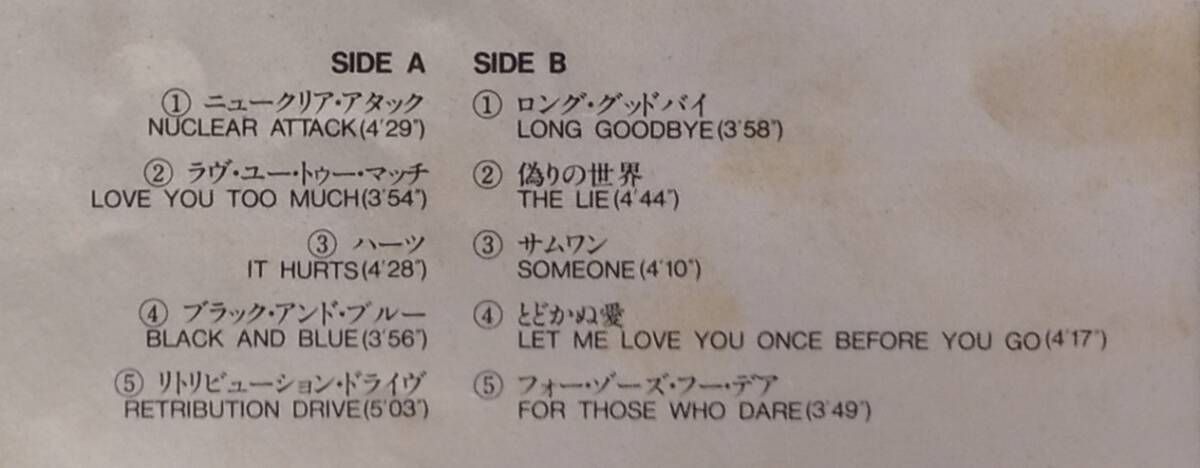 SIDE A
① ニュークリア・アタック
NUCLEAR ATTACK(4'29")
② ラヴ・ユー・トゥー・マッチ
LOVE YOU TOO MUCH(3'54")
③ ハーツ
IT HURTS(4'28")
④ ブラック・アンド・ブルー
BLACK AND BLUE(3'56")
⑤ リトリビューション・ドライヴ
RETRIBUTION DRIVE(5'03")
SIDE B
① ロング・グッドバイ
LONG GOODBYE(3'58")
② 偽りの世界
THE LIE(4'44")
③ サムワン
SOMEONE(4'10")
④ とどかぬ愛
LET ME LOVE YOU ONCE BEFORE YOU GO(4'17")
⑤ フォー・ゾーズ・フー・デア
FOR THOSE WHO DARE(3'49")